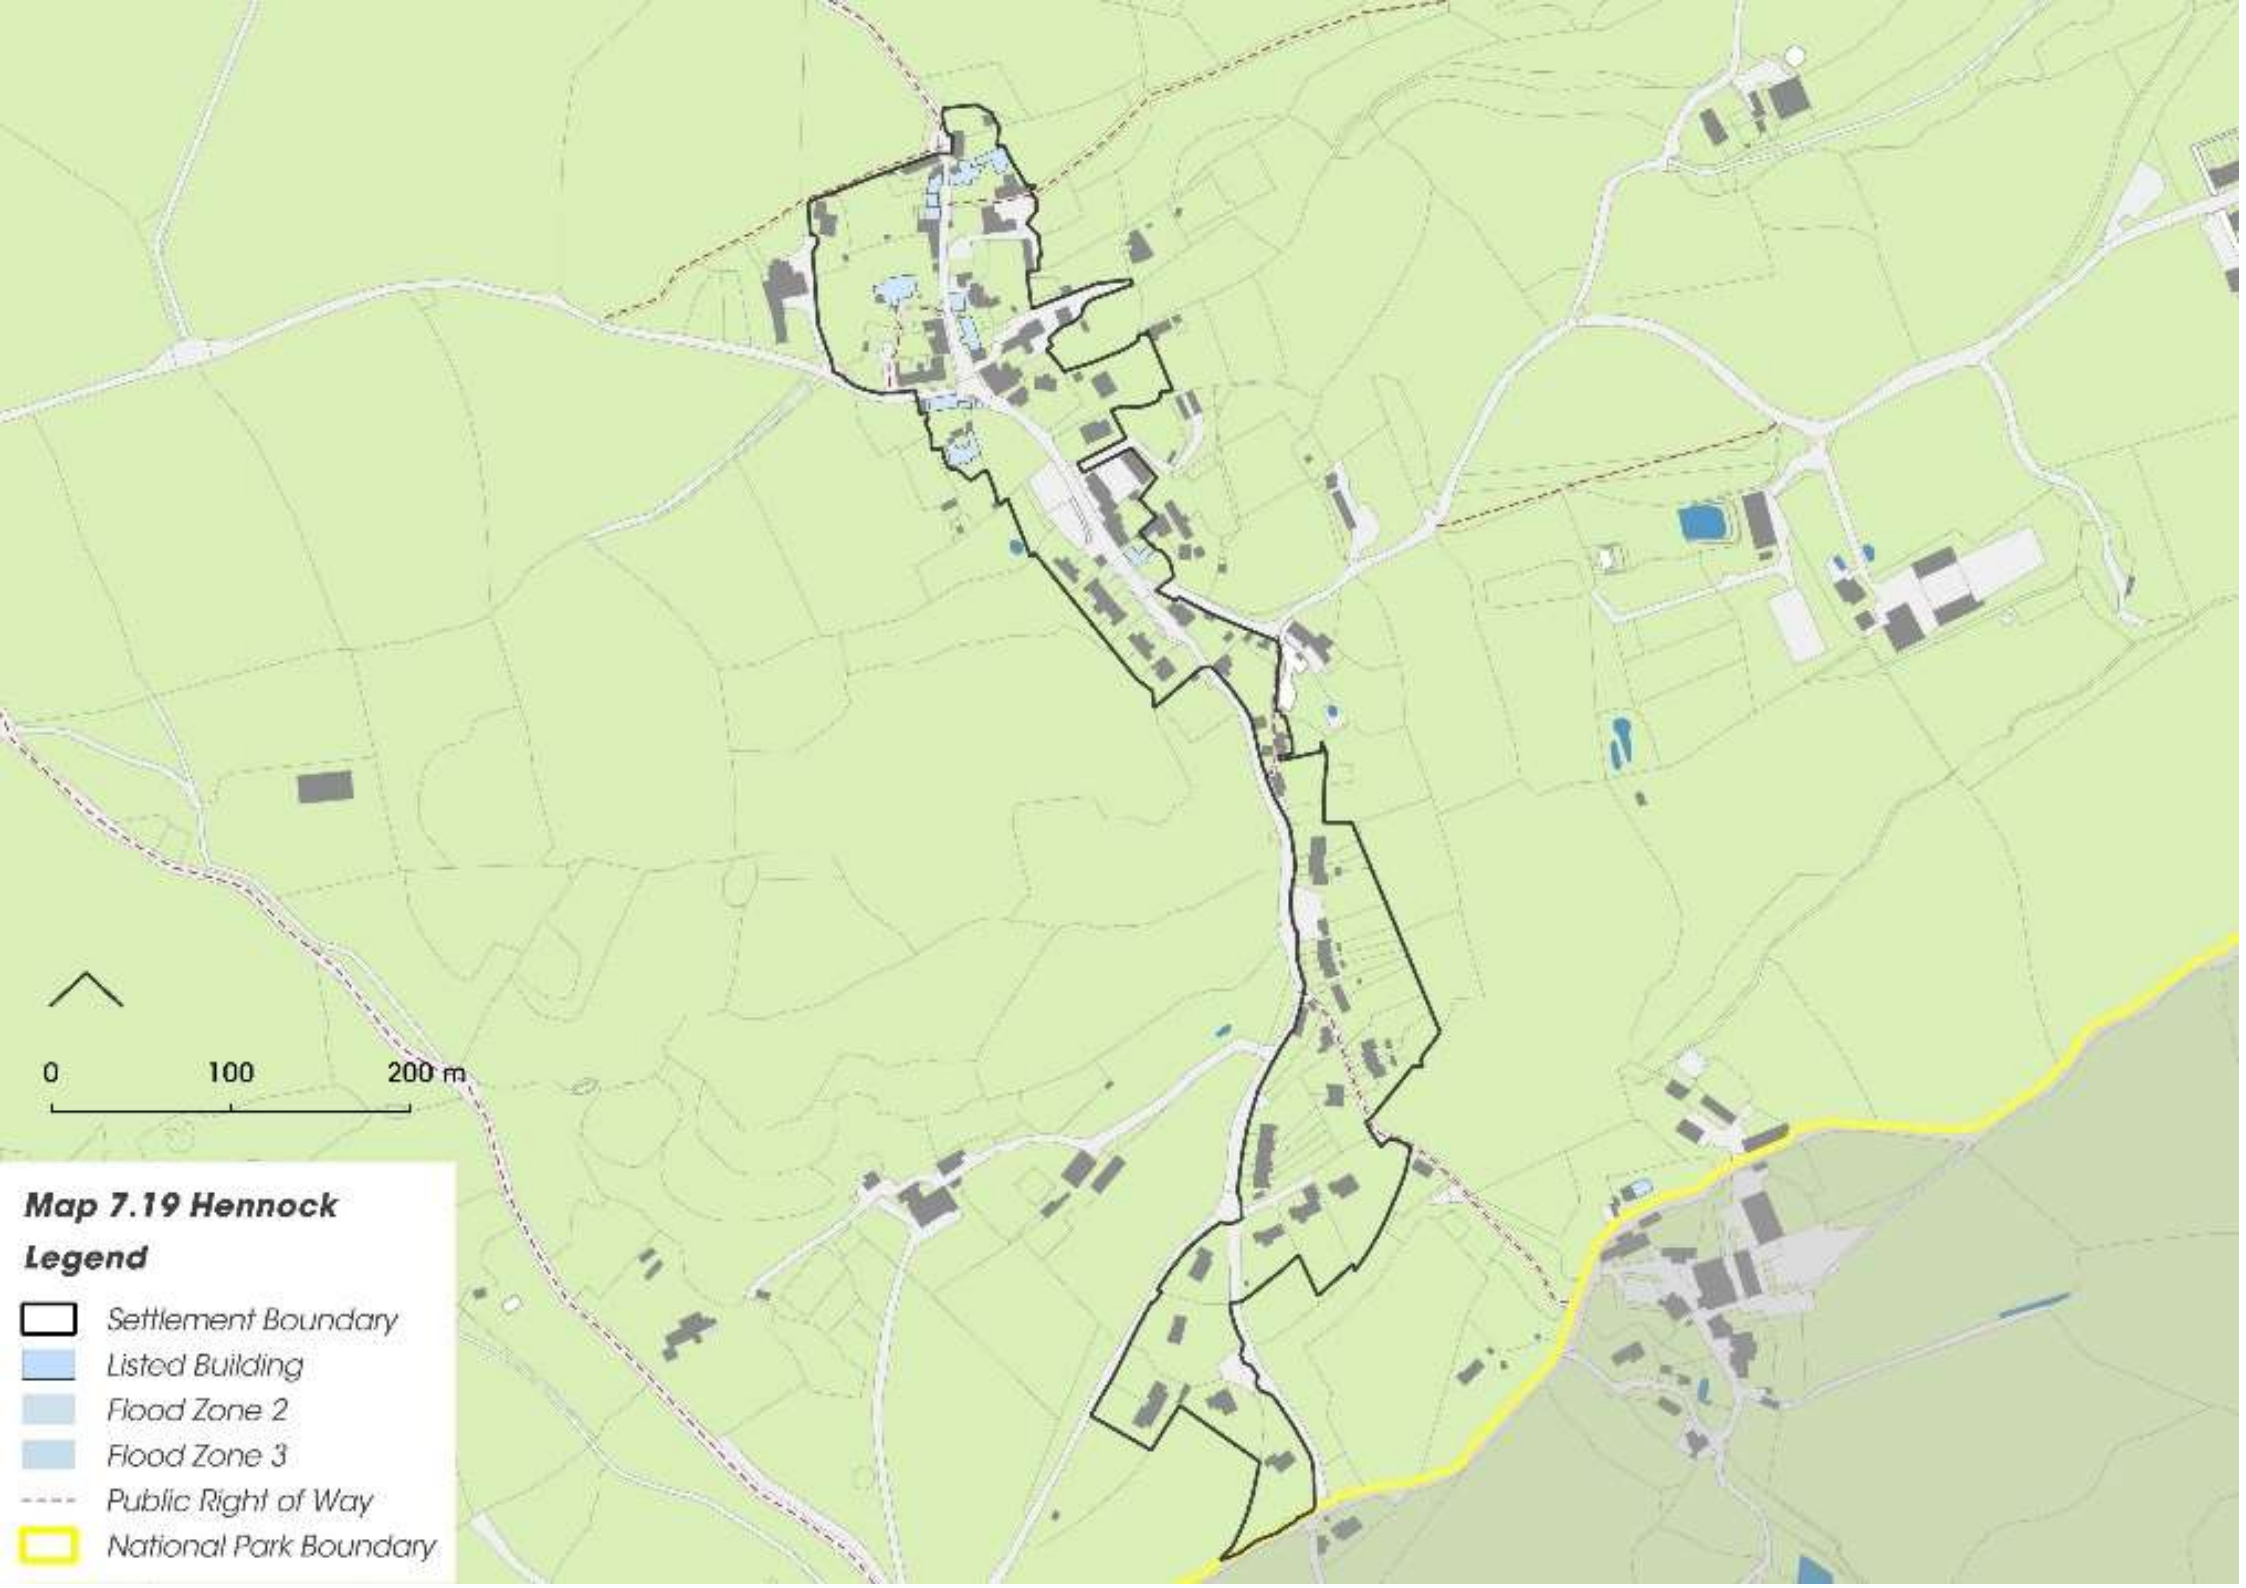 0 100 200 m
Map 7.19 Hennock
Legend
Settlement Boundary
Listed Building
Flood Zone 2
Flood Zone 3
Public Right of Way
National Park Boundary